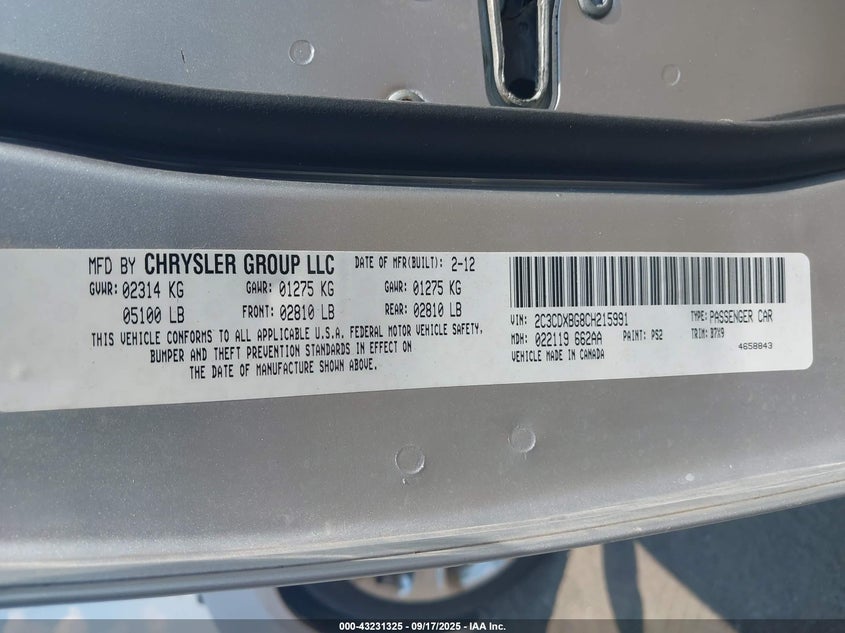 MFD BY CHRYSLER GROUP LLC DATE OF MFR(BUILT): 2-12
GVWR: 02314 KG GAWR: 01275 KG GAWR: 01275 KG
05100 LB FRONT: 02810 LB REAR: 02810 LB
THIS VEHICLE CONFORMS TO ALL APPLICABLE U.S.A. FEDERAL MOTOR VEHICLE SAFETY,
BUMPER AND THEFT PREVENTION STANDARDS IN EFFECT ON
THE DATE OF MANUFACTURE SHOWN ABOVE.
VIN: 2C3CDXBG8CH215991 TYPE: PASSENGER CAR
MDH: 022119 662AA PAINT: PS2 TRIM: B7X9
VEHICLE MADE IN CANADA 4658843
000-43231325 | 09/17/2025 | IAA Inc.